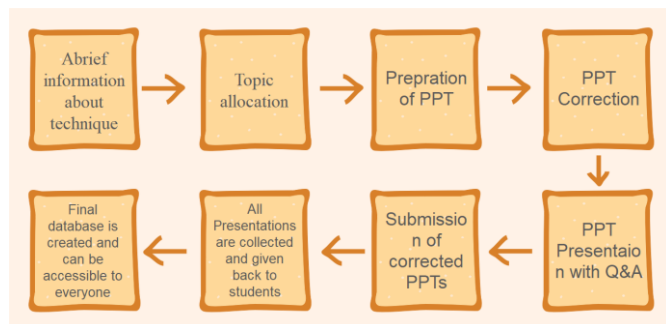 Abrief
information
about
technique
Topic
allocation
Prepration
of PPT
PPT
Correction
PPT
Presentaio
n with Q&A
Submissio
n of
corrected
PPTs
All
Presentations
are collected
and given
back to
students
Final
database is
created and
can be
accessible to
everyone